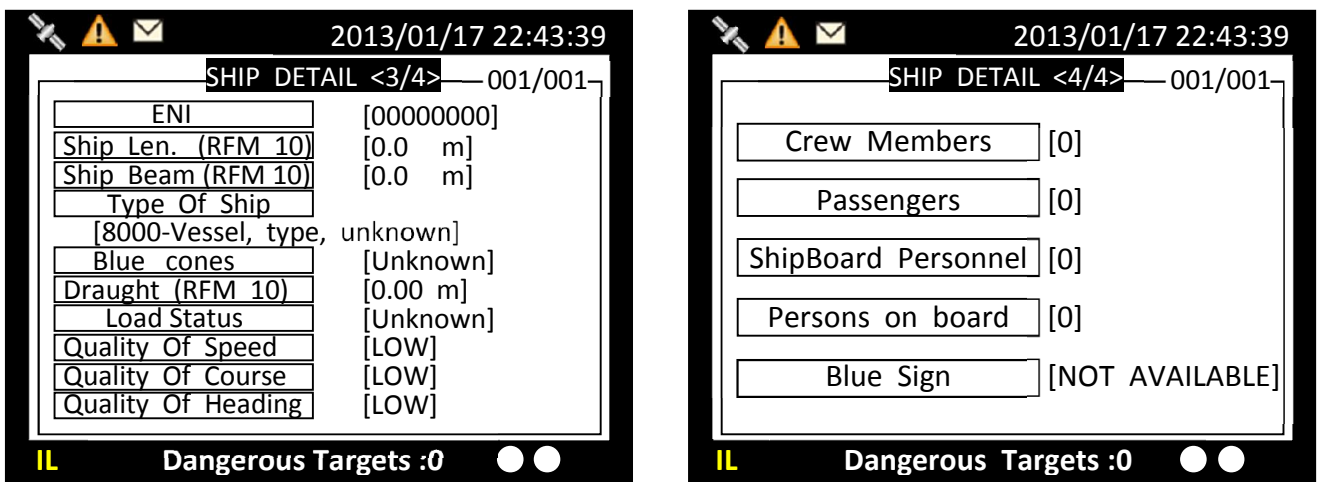 2013/01/17 22:43:39
SHIP DETAIL <3/4> 001/001
ENI [00000000]
Ship Len. (RFM 10) [0.0 m]
Ship Beam (RFM 10) [0.0 m]
Type Of Ship
[8000-Vessel, type, unknown]
Blue cones [Unknown]
Draught (RFM 10) [0.00 m]
Load Status [Unknown]
Quality Of Speed [LOW]
Quality Of Course [LOW]
Quality Of Heading [LOW]
IL Dangerous Targets :0
2013/01/17 22:43:39
SHIP DETAIL <4/4> 001/001
Crew Members [0]
Passengers [0]
ShipBoard Personnel [0]
Persons on board [0]
Blue Sign [NOT AVAILABLE]
IL Dangerous Targets :0